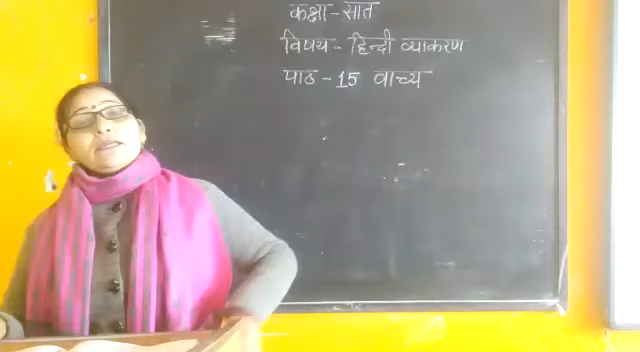 कक्षा - सात
विषय - हिन्दी व्याकरण
पाठ - 15 वाच्य